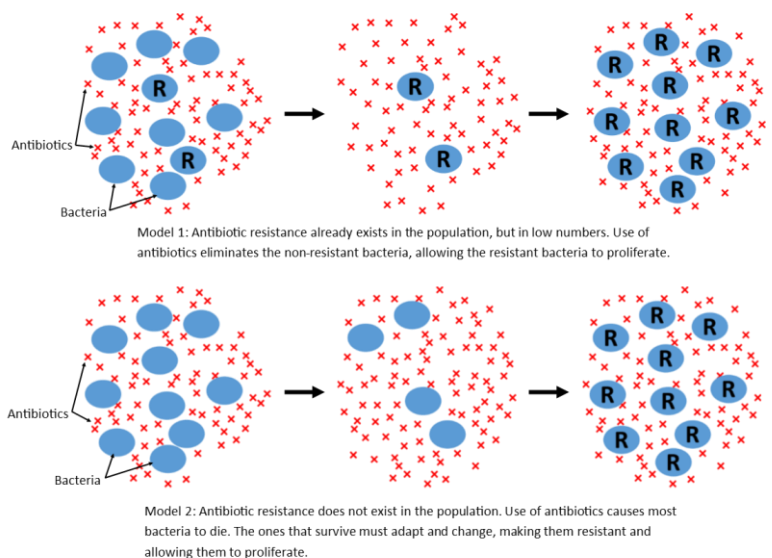 R
R
Antibiotics
Bacteria
R
R
R
R
R
R
R
R
R
R
R
R
Model 1: Antibiotic resistance already exists in the population, but in low numbers. Use of
antibiotics eliminates the non-resistant bacteria, allowing the resistant bacteria to proliferate.
Antibiotics
Bacteria
R
R
R
R
R
R
R
R
R
R
Model 2: Antibiotic resistance does not exist in the population. Use of antibiotics causes most
bacteria to die. The ones that survive must adapt and change, making them resistant and
allowing them to proliferate.